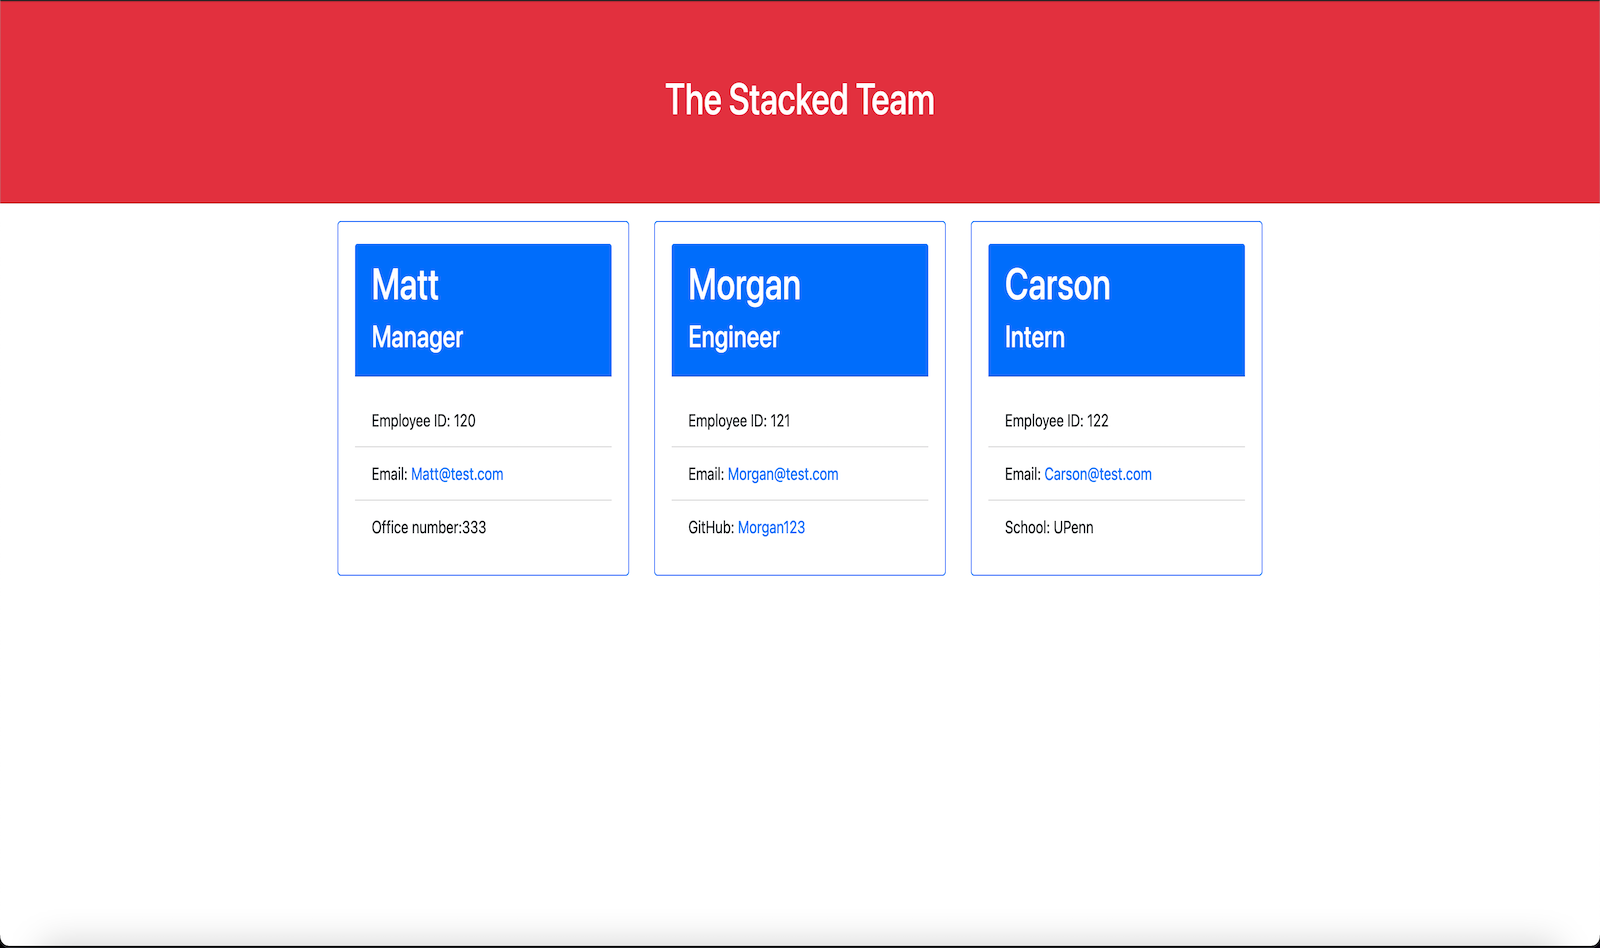 The Stacked Team
Matt
Manager
Employee ID: 120
Email: Matt@test.com
Office number:333
Morgan
Engineer
Employee ID: 121
Email: Morgan@test.com
GitHub: Morgan123
Carson
Intern
Employee ID: 122
Email: Carson@test.com
School: UPenn